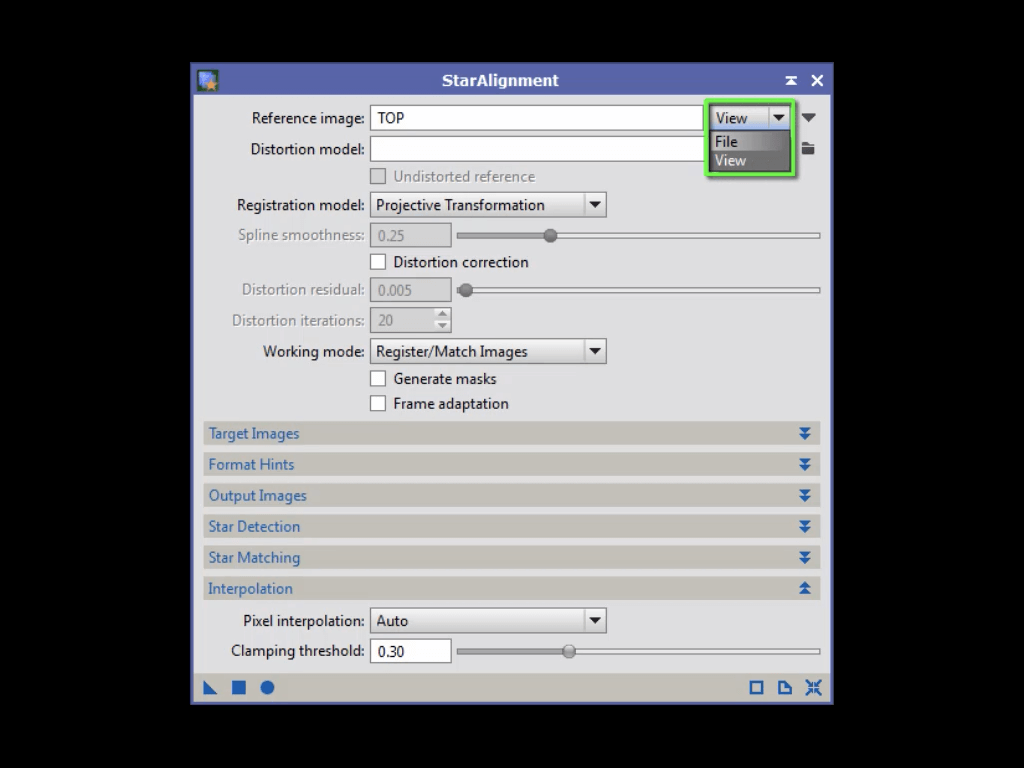 StarAlignment
Reference image: TOP View
File
Distortion model:
View
Undistorted reference
Registration model: Projective Transformation
Spline smoothness: 0.25
Distortion correction
Distortion residual: 0.005
Distortion iterations: 20
Working mode: Register/Match Images
Generate masks
Frame adaptation
Target Images
Format Hints
Output Images
Star Detection
Star Matching
Interpolation
Pixel interpolation: Auto
Clamping threshold: 0.30